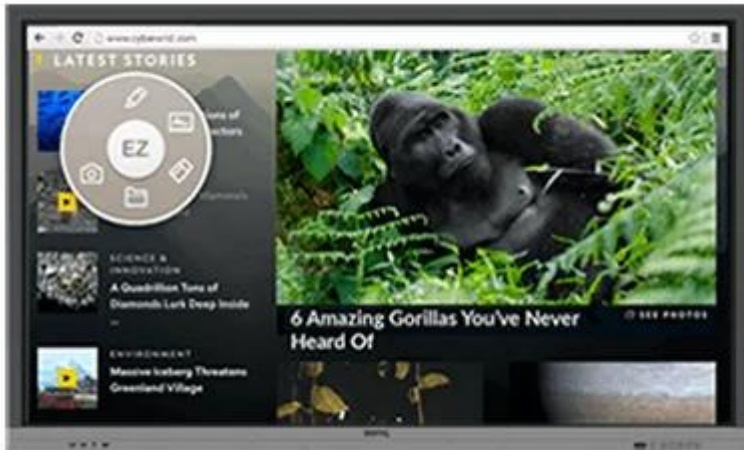 www.cyberwrld.com
LATEST STORIES
EZ
SCIENCE &
INNOVATION
A Quadrillion Tons of
Diamonds Lurk Deep Inside
...
ENVIRONMENT
Massive Iceberg Threatens
Greenland Village
6 Amazing Gorillas You've Never
Heard Of
SEE PHOTOS
BenQ